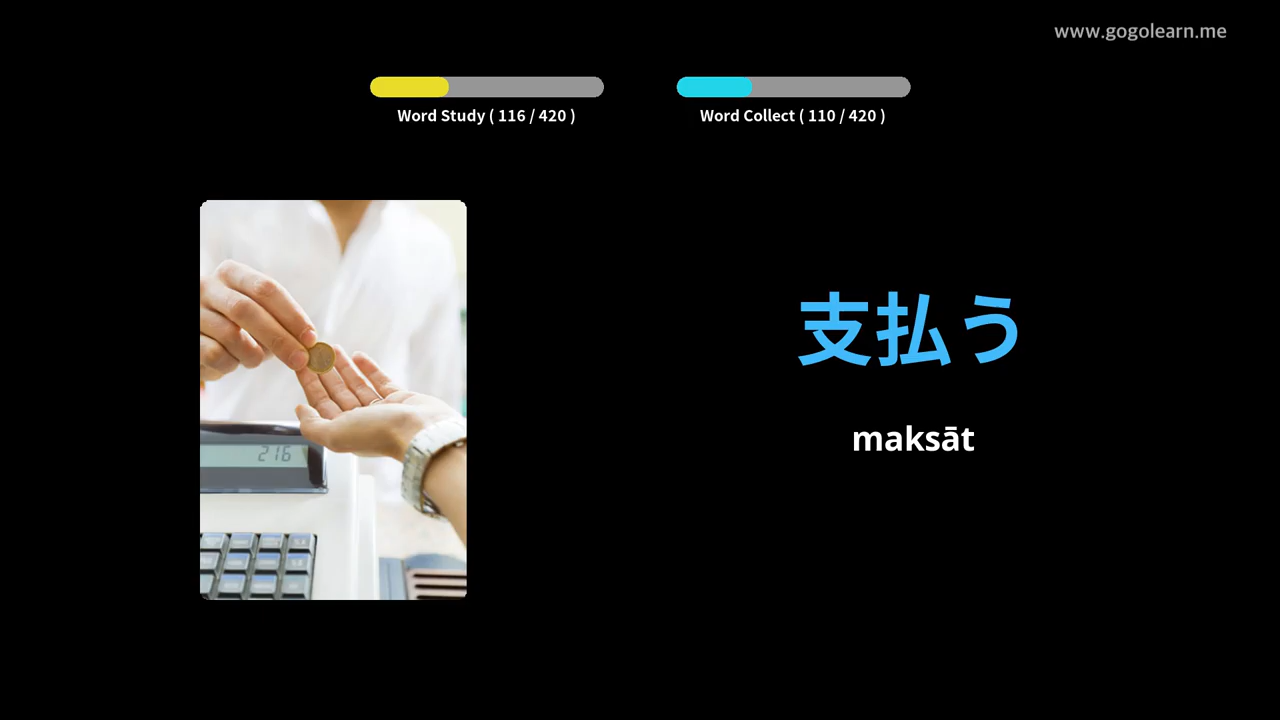 www.gogolearn.me
Word Study ( 116 / 420 )
Word Collect ( 110 / 420 )
支払う
maksāt
216